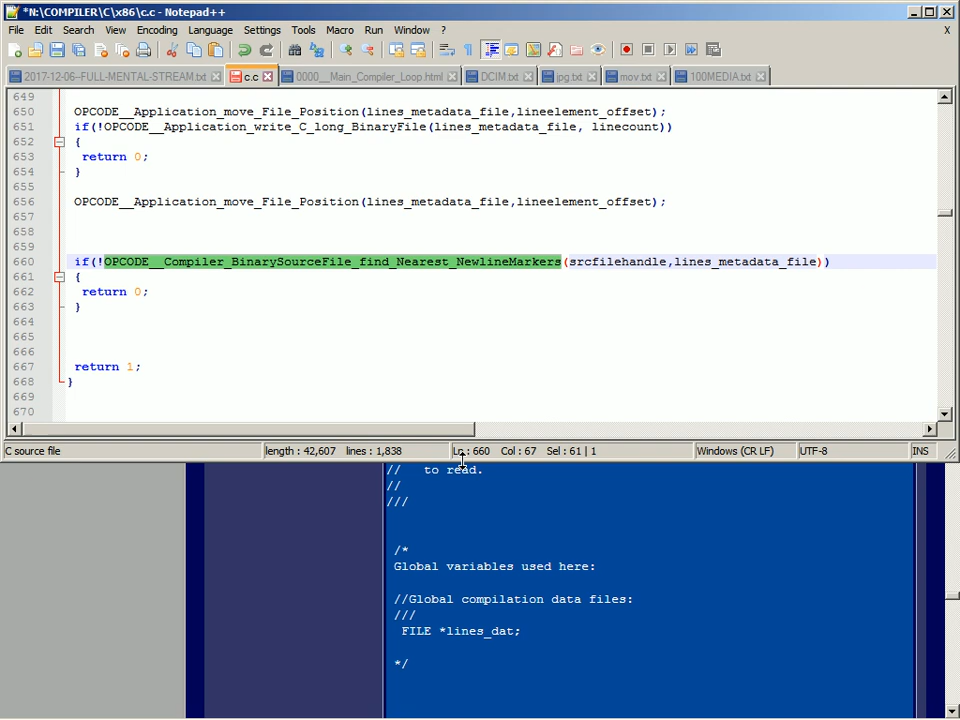 *N:\COMPILER\C\x86\c.c - Notepad++
File Edit Search View Encoding Language Settings Tools Macro Run Window ? X
2017-12-06--FULL-MENTAL-STREAM.txt c.c 0000__Main_Compiler_Loop.html DCIM.txt jpg.txt mov.txt 100MEDIA.txt
649
650 OPCODE__Application_move_File_Position(lines_metadata_file,lineelement_offset);
651 if(!OPCODE__Application_write_C_long_BinaryFile(lines_metadata_file, linecount))
652 {
653 return 0;
654 }
655
656 OPCODE__Application_move_File_Position(lines_metadata_file,lineelement_offset);
657
658
659
660 if(!OPCODE__Compiler_BinarySourceFile_find_Nearest_NewlineMarkers(srcfilehandle,lines_metadata_file))
661 {
662 return 0;
663 }
664
665
666
667 return 1;
668 }
669
670
C source file length : 42,607 lines : 1,838 Ln : 660 Col : 67 Sel : 61 | 1 Windows (CR LF) UTF-8 INS
// to read.
//
///
/*
Global variables used here:
//Global compilation data files:
///
FILE *lines_dat;
*/